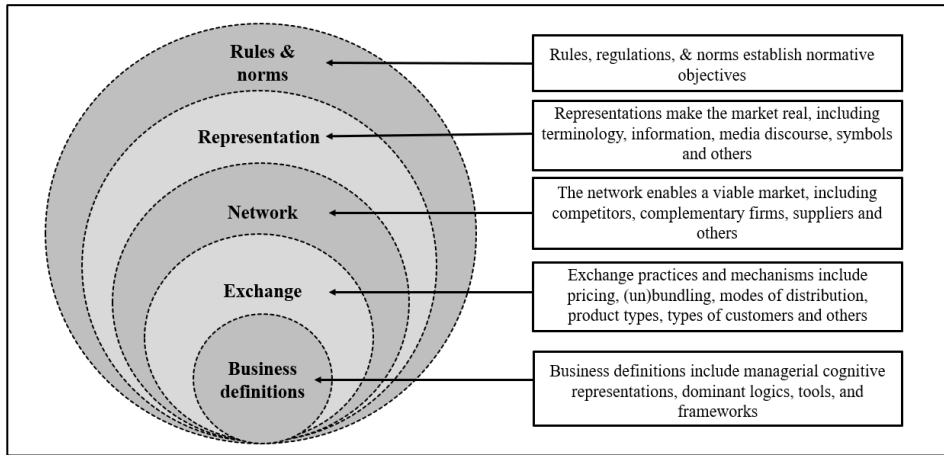 Rules &
norms
Rules, regulations, & norms establish normative
objectives
Representation
Representations make the market real, including
terminology, information, media discourse, symbols
and others
Network
The network enables a viable market, including
competitors, complementary firms, suppliers and
others
Exchange
Exchange practices and mechanisms include
pricing, (un)bundling, modes of distribution,
product types, types of customers and others
Business
definitions
Business definitions include managerial cognitive
representations, dominant logics, tools, and
frameworks